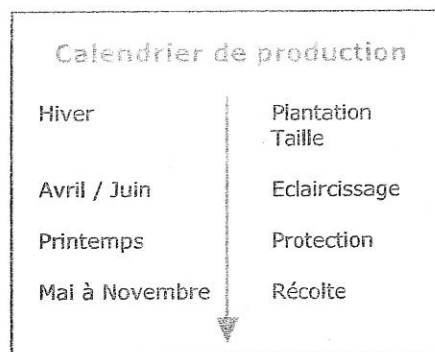 Calendrier de production
Hiver Plantation
Taille
Avril / Juin Eclaircissage
Printemps Protection
Mai à Novembre Récolte